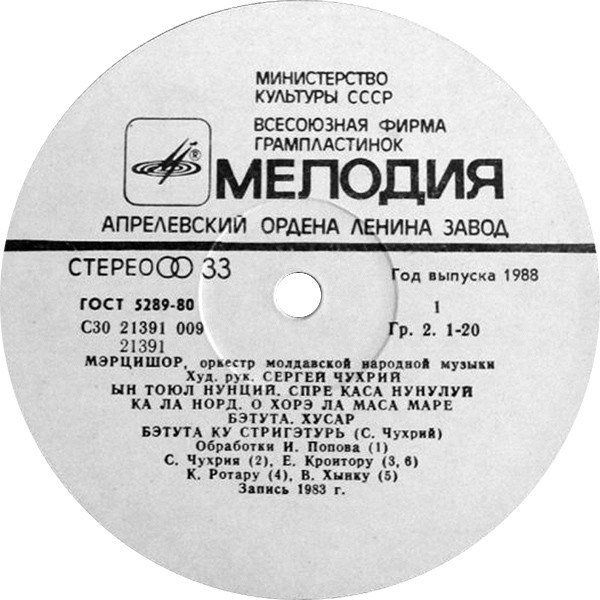 МИНИСТЕРСТВО
КУЛЬТУРЫ СССР
ВСЕСОЮЗНАЯ ФИРМА
ГРАМПЛАСТИНОК
®
МЕЛОДИЯ
АПРЕЛЕВСКИЙ ОРДЕНА ЛЕНИНА ЗАВОД
СТЕРЕО 33
Год выпуска 1988
ГОСТ 5289-80
1
С30 21391 009
Гр. 2. 1-20
21391
МЭРЦИШОР, оркестр молдавской народной музыки
Худ. рук. СЕРГЕЙ ЧУХРИЙ
ЫН ТОЮЛ НУНЦИЙ. СПРЕ КАСА НУНУЛУЙ
КА ЛА НОРД. О ХОРЭ ЛА МАСА МАРЕ
БЭТУТА. ХУСАР
БЭТУТА КУ СТРИГЭТУРЬ (С. Чухрий)
Обработки И. Попова (1)
С. Чухрия (2), Е. Кроитору (3, 6)
К. Ротару (4), В. Хынку (5)
Запись 1983 г.